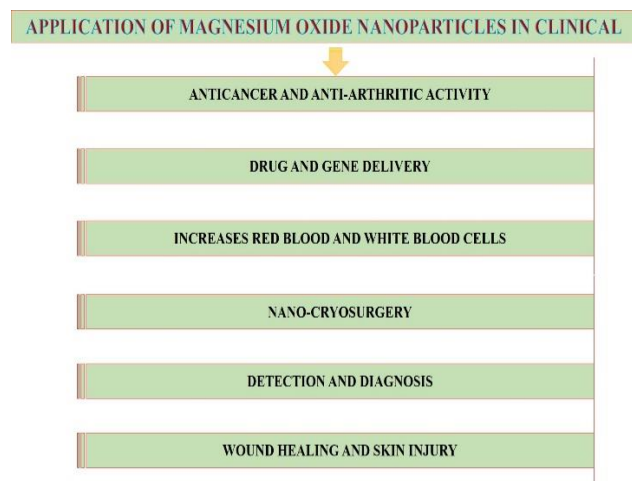 APPLICATION OF MAGNESIUM OXIDE NANOPARTICLES IN CLINICAL
ANTICANCER AND ANTI-ARTHRITIC ACTIVITY
DRUG AND GENE DELIVERY
INCREASES RED BLOOD AND WHITE BLOOD CELLS
NANO-CRYOSURGERY
DETECTION AND DIAGNOSIS
WOUND HEALING AND SKIN INJURY